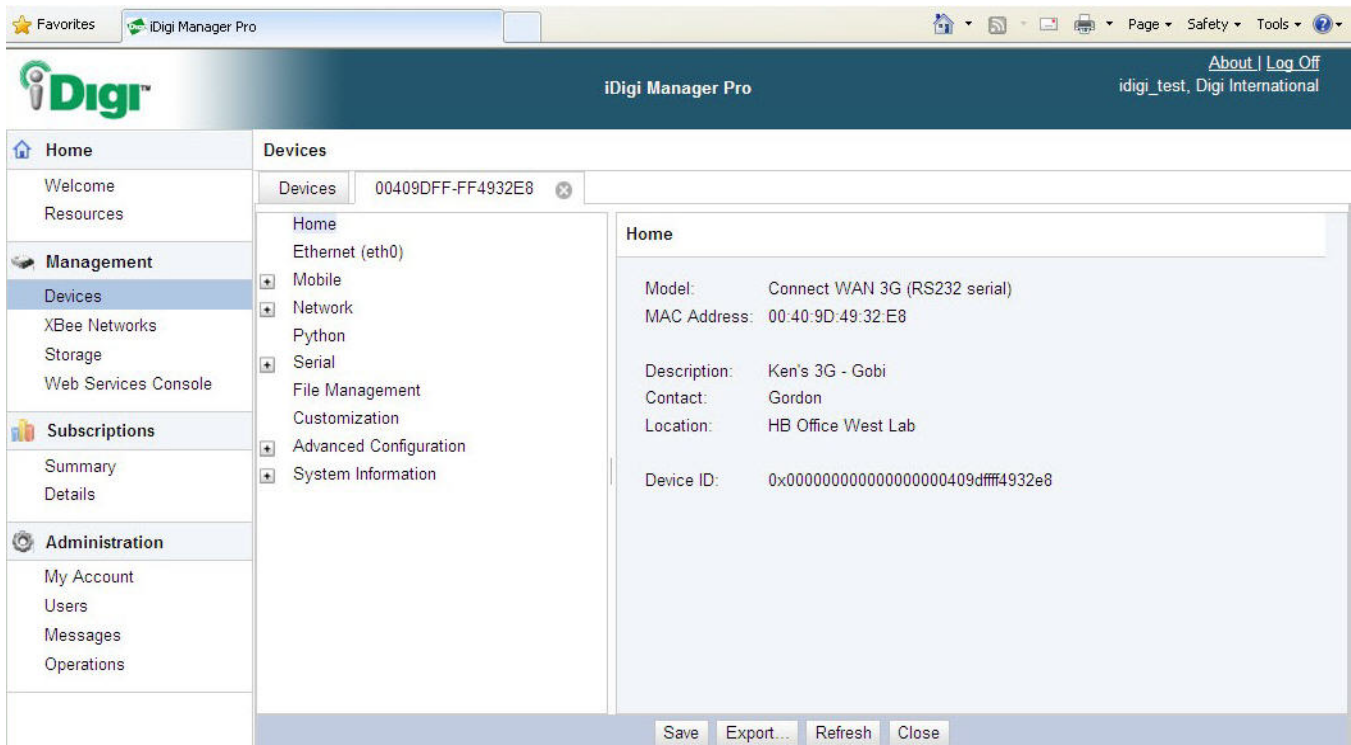 Favorites iDigi Manager Pro Page Safety Tools
iDigi™
iDigi Manager Pro
About | Log Off
idigi_test, Digi International
Home
Welcome
Resources
Management
Devices
XBee Networks
Storage
Web Services Console
Subscriptions
Summary
Details
Administration
My Account
Users
Messages
Operations
Devices
Devices 00409DFF-FF4932E8
Home
Ethernet (eth0)
Mobile
Network
Python
Serial
File Management
Customization
Advanced Configuration
System Information
Home
Model: Connect WAN 3G (RS232 serial)
MAC Address: 00:40:9D:49:32:E8
Description: Ken's 3G - Gobi
Contact: Gordon
Location: HB Office West Lab
Device ID: 0x00000000000000000409dffff4932e8
Save Export... Refresh Close